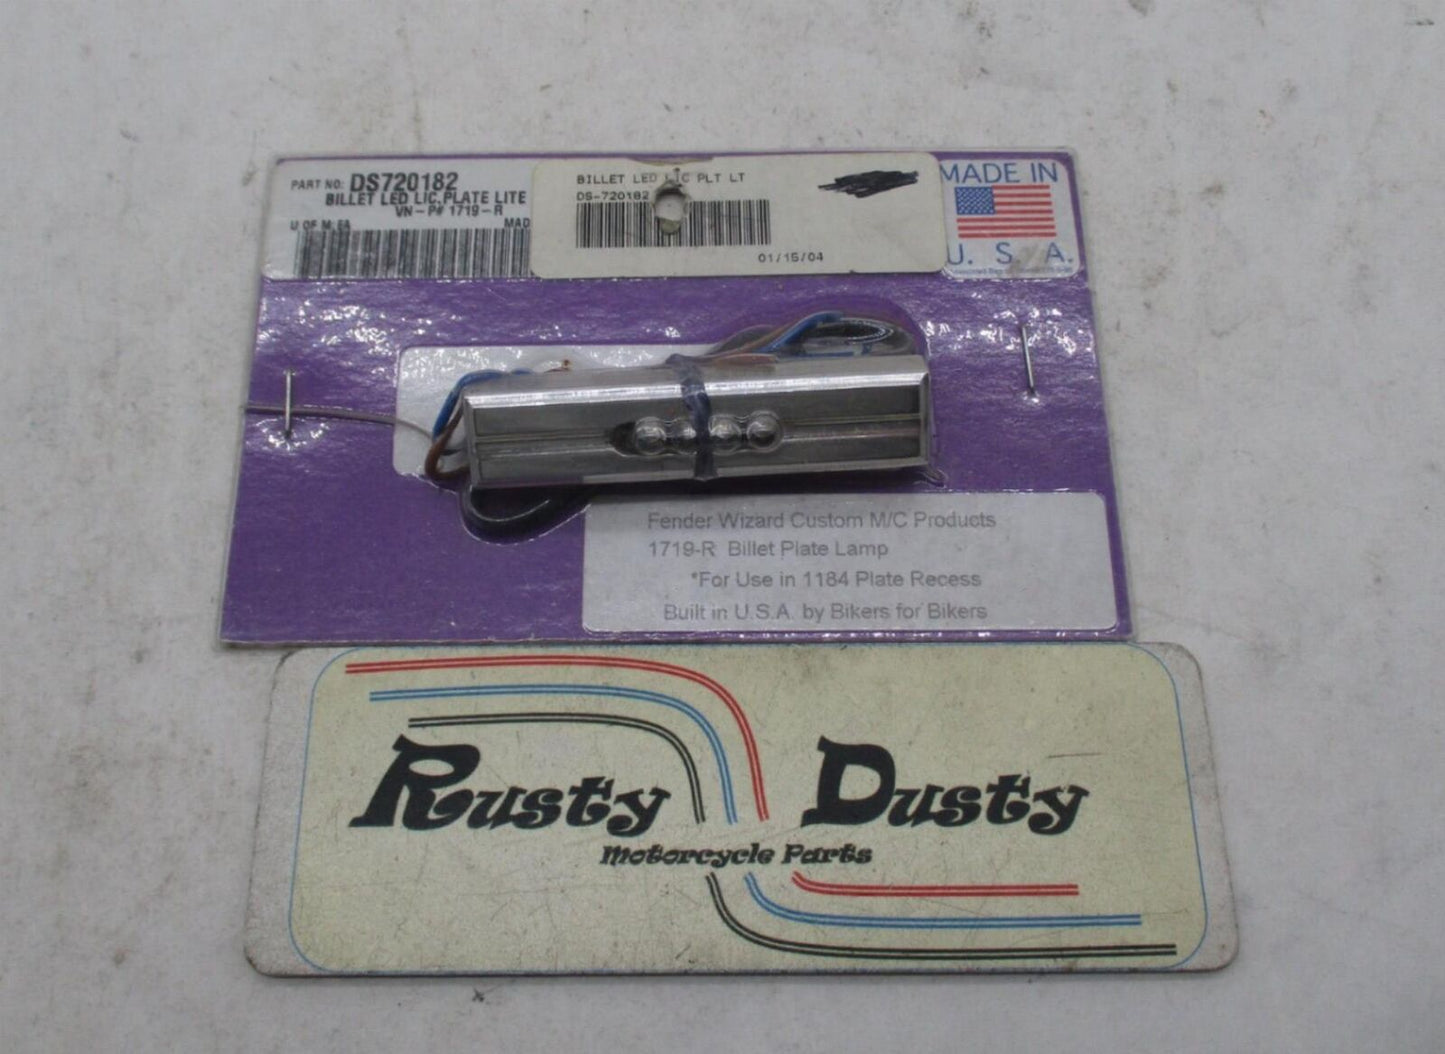 PART NO: DS720182
BILLET LED LIC.PLATE LITE
VN-P# 1719-R
U OF M: EA MAD
BILLET LED LIC PLT LT
DS-720182
01/15/04
MADE IN
U. S. A.
Fender Wizard Custom M/C Products
1719-R Billet Plate Lamp
*For Use in 1184 Plate Recess
Built in U.S.A. by Bikers for Bikers
Rusty Dusty
Motorcycle Parts